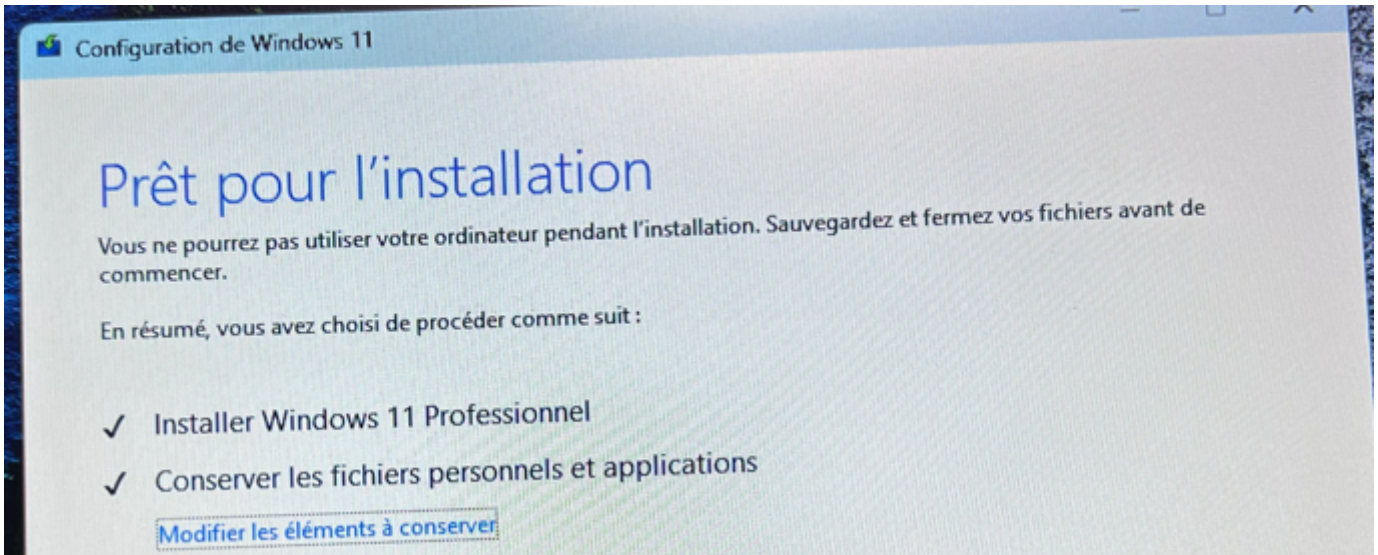 Configuration de Windows 11
Prêt pour l'installation
Vous ne pourrez pas utiliser votre ordinateur pendant l'installation. Sauvegardez et fermez vos fichiers avant de
commencer.
En résumé, vous avez choisi de procéder comme suit :
✓ Installer Windows 11 Professionnel
✓ Conserver les fichiers personnels et applications
Modifier les éléments à conserver